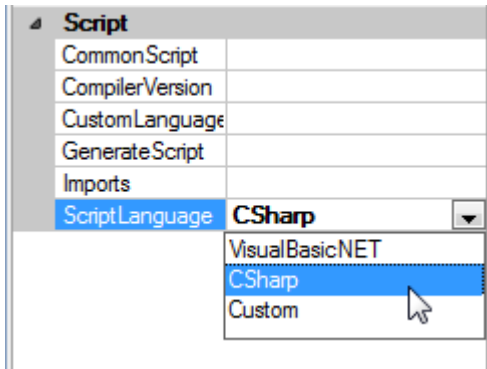 Script
CommonScript
CompilerVersion
CustomLanguage
GenerateScript
Imports
ScriptLanguage CSharp
VisualBasicNET
CSharp
Custom